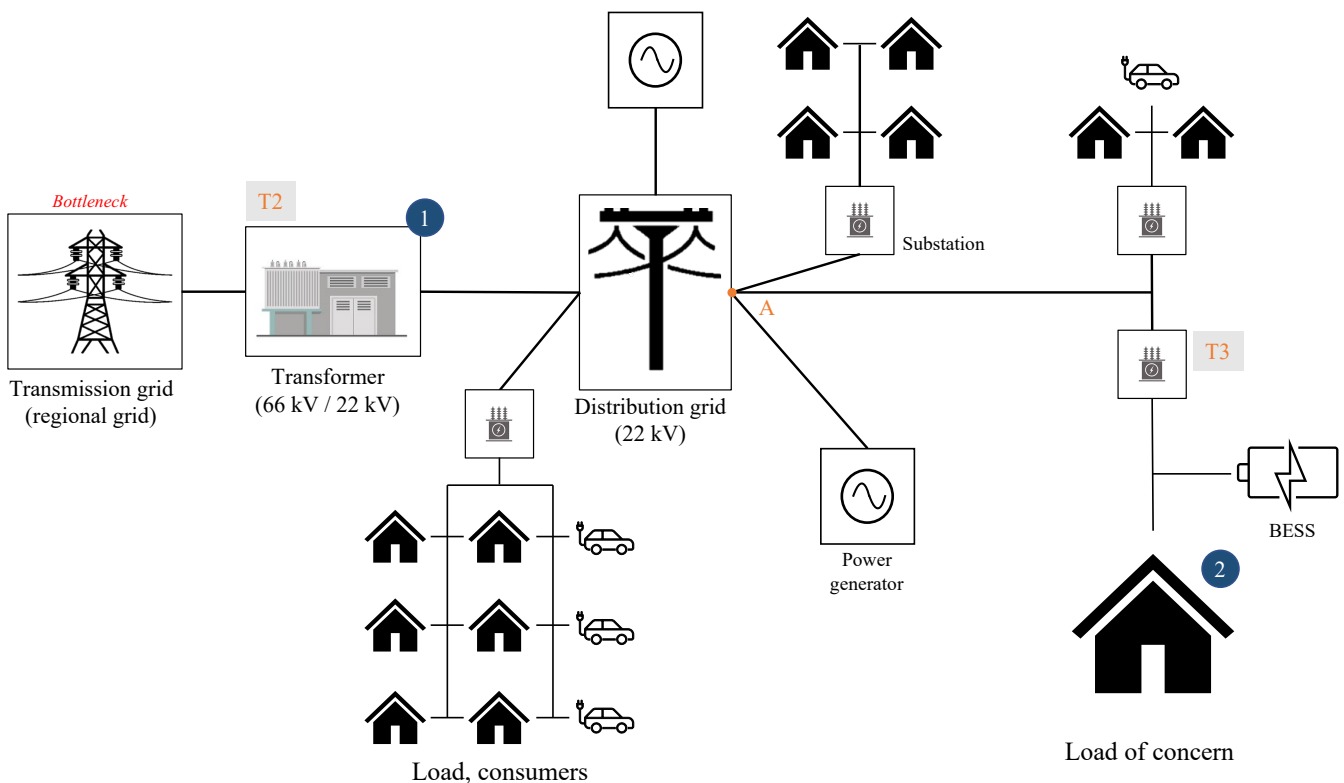 Bottleneck
T2
1
Transmission grid
(regional grid)
Transformer
(66 kV / 22 kV)
Distribution grid
(22 kV)
A
Substation
T3
Power
generator
BESS
2
Load of concern
Load, consumers